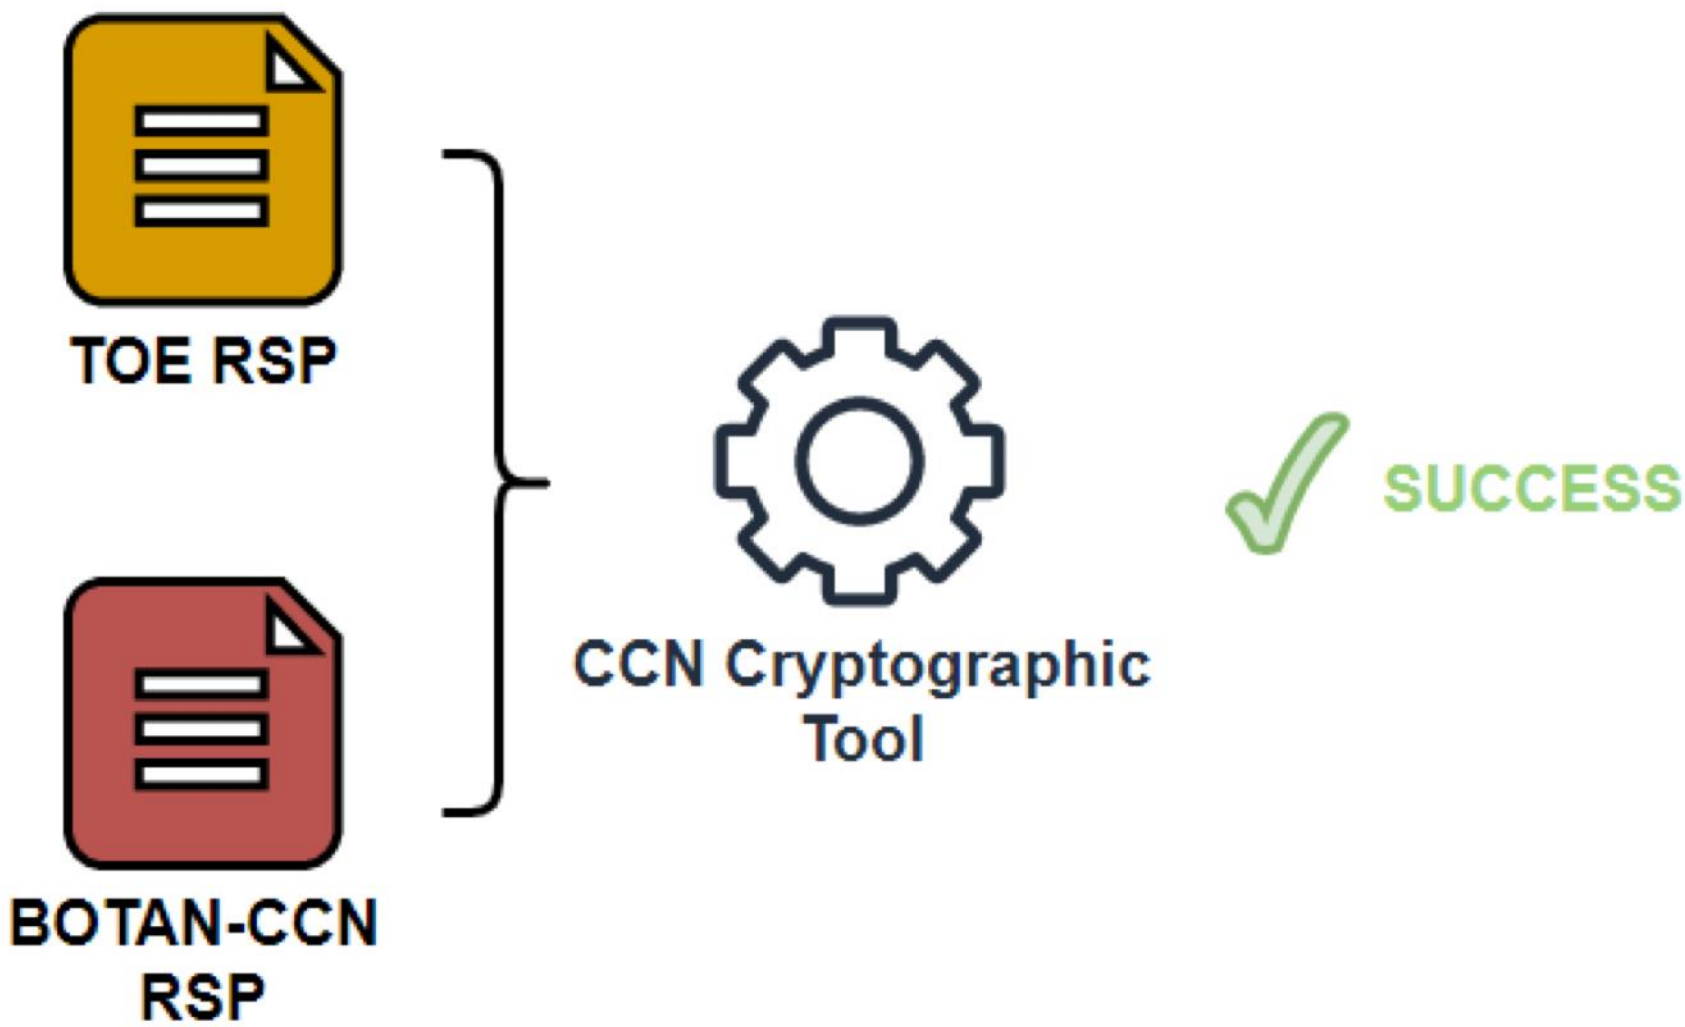 TOE RSP
BOTAN-CCN
RSP
CCN Cryptographic
Tool
SUCCESS